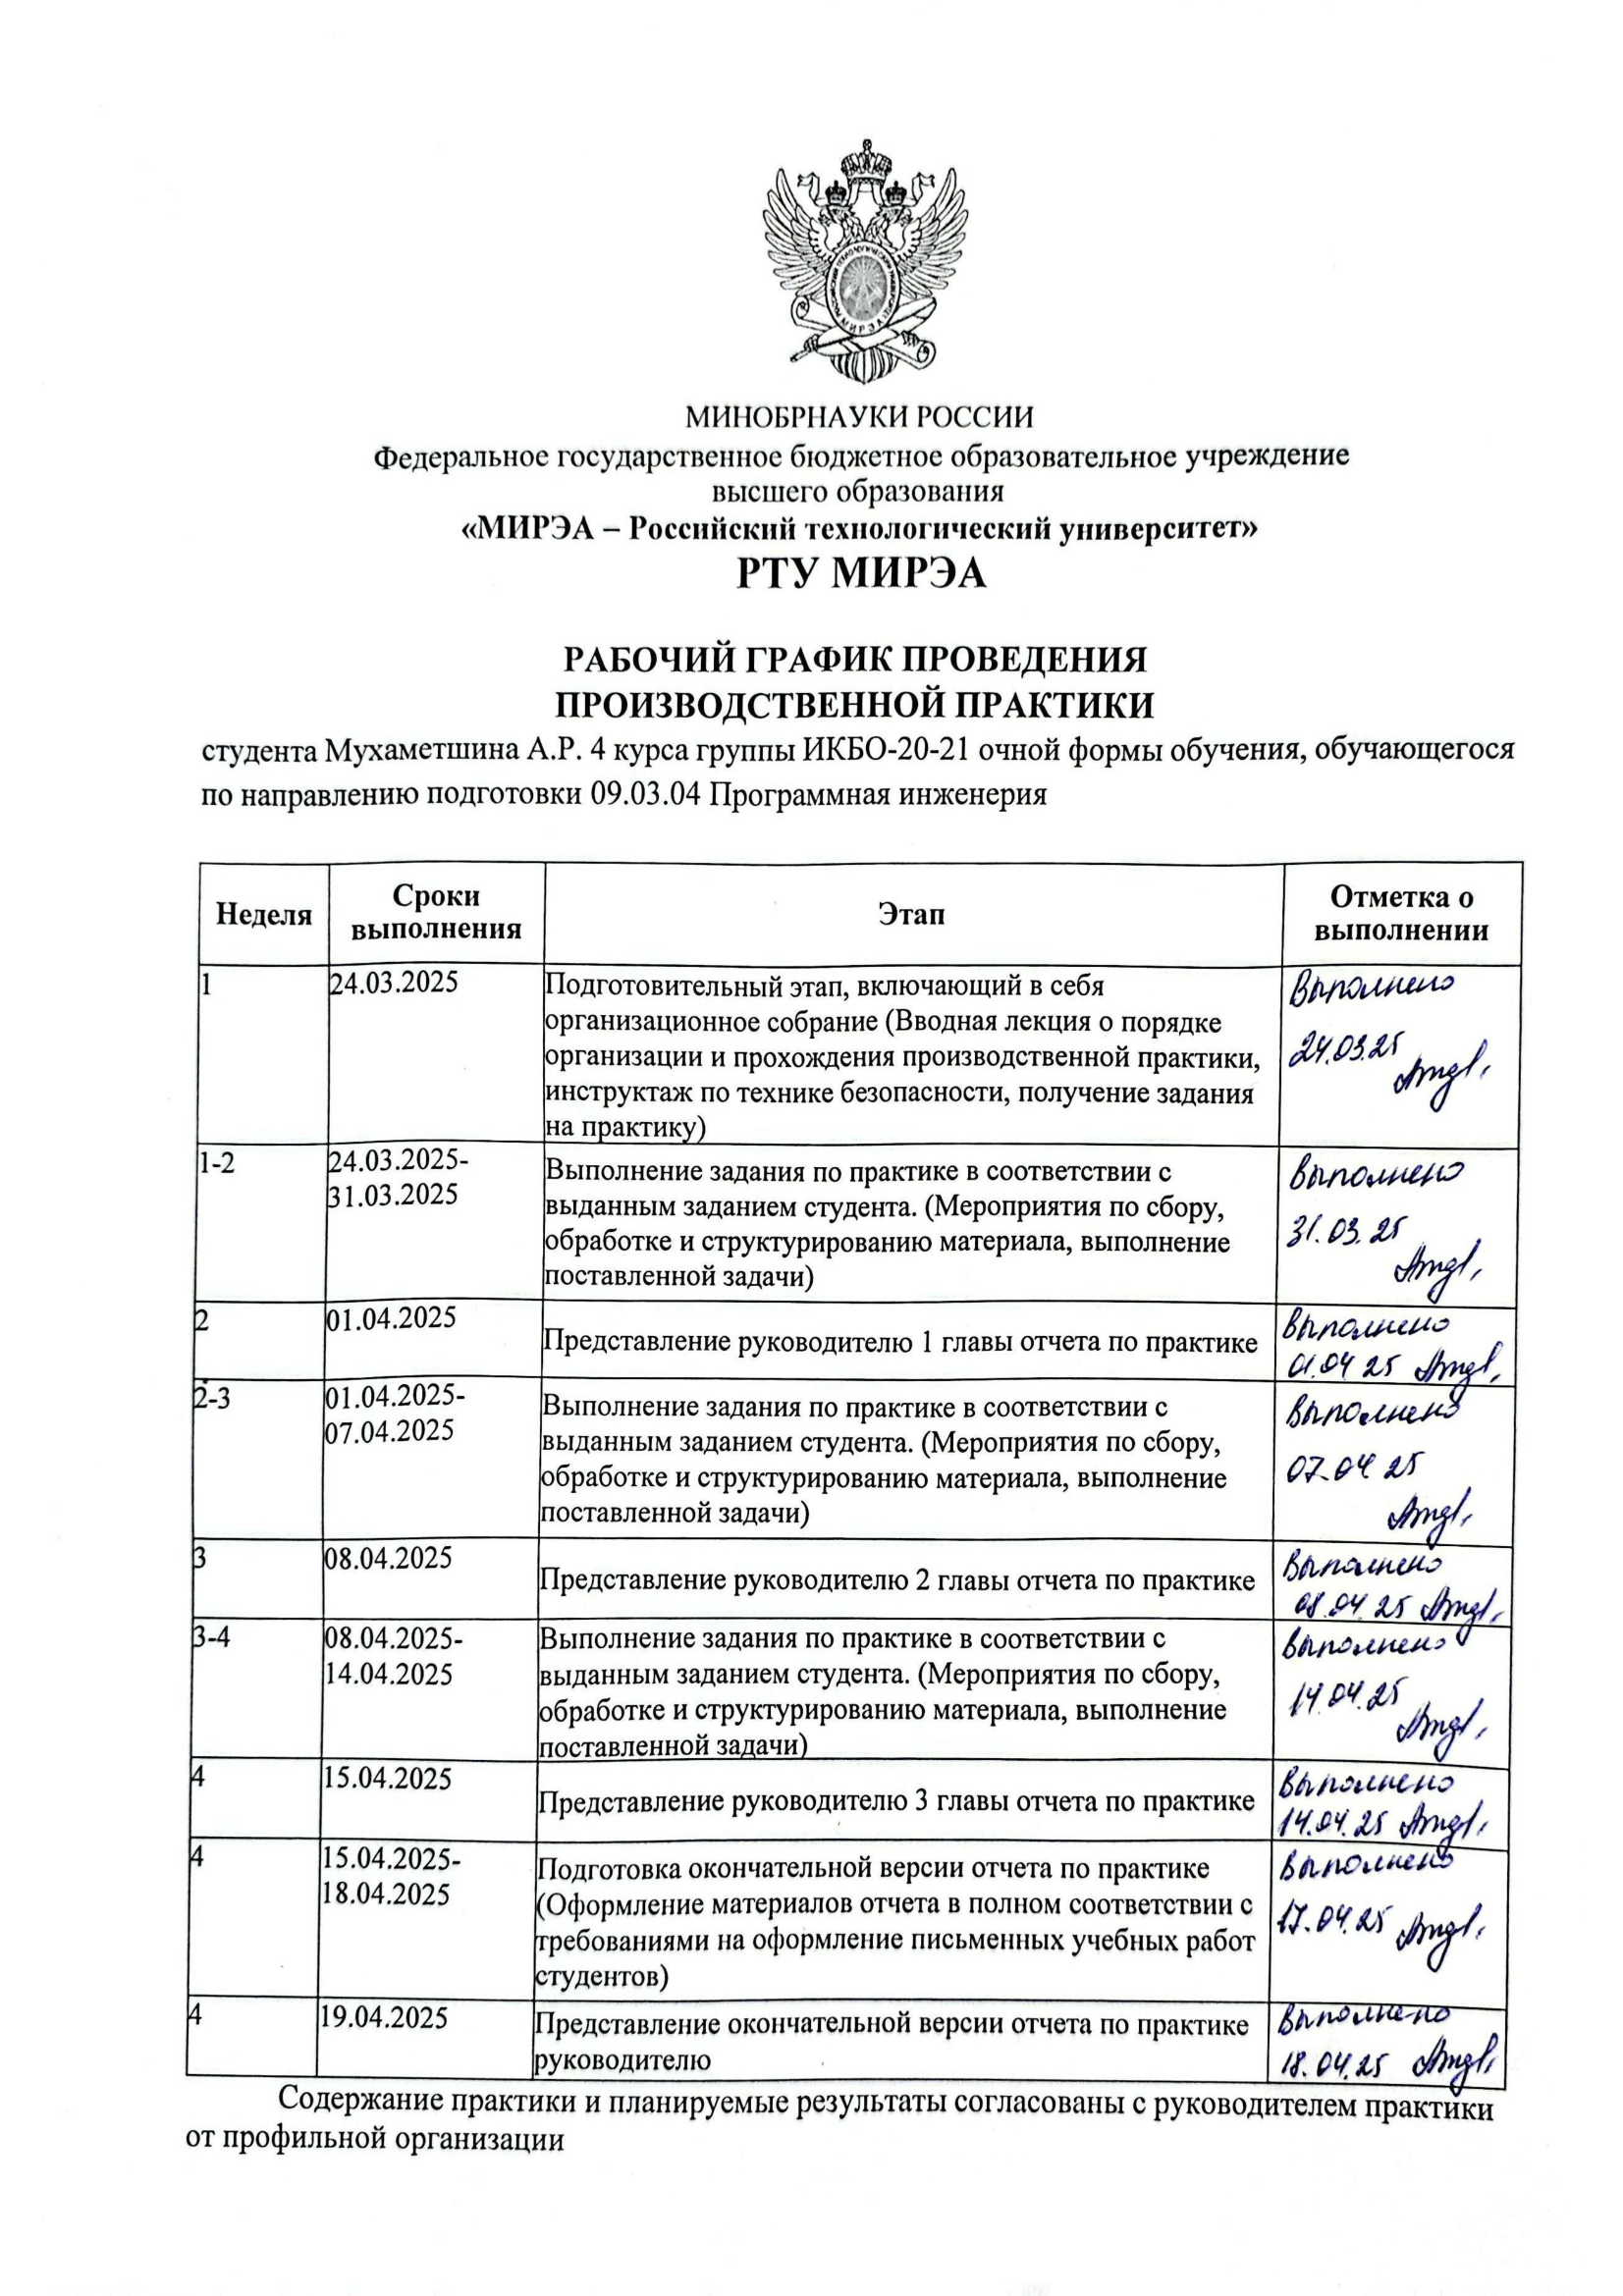 МИРЭА
МИНОБРНАУКИ РОССИИ
Федеральное государственное бюджетное образовательное учреждение
высшего образования
«МИРЭА – Российский технологический университет»
РТУ МИРЭА
РАБОЧИЙ ГРАФИК ПРОВЕДЕНИЯ
ПРОИЗВОДСТВЕННОЙ ПРАКТИКИ
студента Мухаметшина А.Р. 4 курса группы ИКБО-20-21 очной формы обучения, обучающегося
по направлению подготовки 09.03.04 Программная инженерия
Неделя
Сроки
выполнения
Этап
Отметка о
выполнении
1
24.03.2025
Подготовительный этап, включающий в себя
организационное собрание (Вводная лекция о порядке
организации и прохождения производственной практики,
инструктаж по технике безопасности, получение задания
на практику)
Выполнено
24.03.25
1-2
24.03.2025-
31.03.2025
Выполнение задания по практике в соответствии с
выданным заданием студента. (Мероприятия по сбору,
обработке и структурированию материала, выполнение
поставленной задачи)
Выполнено
31.03.25
2
01.04.2025
Представление руководителю 1 главы отчета по практике
Выполнено
01.04 25
2-3
01.04.2025-
07.04.2025
Выполнение задания по практике в соответствии с
выданным заданием студента. (Мероприятия по сбору,
обработке и структурированию материала, выполнение
поставленной задачи)
Выполнено
07.04 25
3
08.04.2025
Представление руководителю 2 главы отчета по практике
Выполнено
08.04.25
3-4
08.04.2025-
14.04.2025
Выполнение задания по практике в соответствии с
выданным заданием студента. (Мероприятия по сбору,
обработке и структурированию материала, выполнение
поставленной задачи)
Выполнено
14.04.25
4
15.04.2025
Представление руководителю 3 главы отчета по практике
Выполнено
14.04.25
4
15.04.2025-
18.04.2025
Подготовка окончательной версии отчета по практике
(Оформление материалов отчета в полном соответствии с
требованиями на оформление письменных учебных работ
студентов)
Выполнено
17.04.25
4
19.04.2025
Представление окончательной версии отчета по практике
руководителю
Выполнено
18.04.25
Содержание практики и планируемые результаты согласованы с руководителем практики
от профильной организации